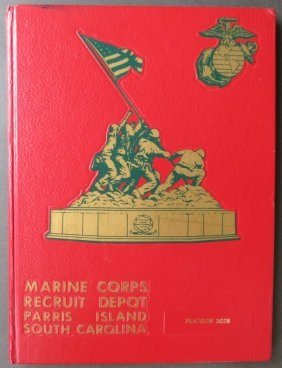 MARINE CORPS
RECRUIT DEPOT
PARRIS ISLAND
SOUTH CAROLINA
PLATOON 3028